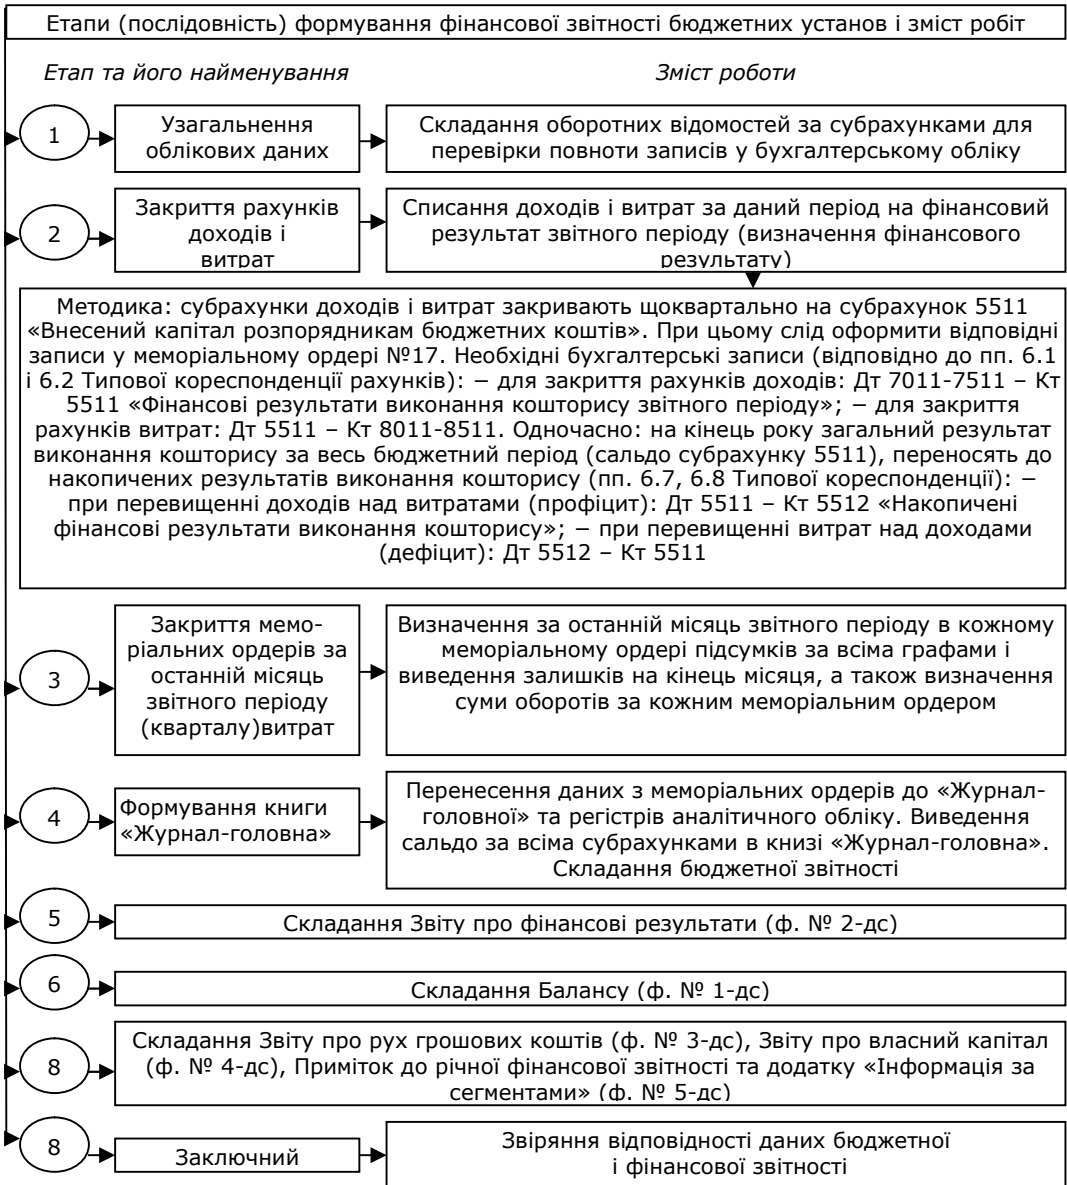 Етапи (послідовність) формування фінансової звітності бюджетних установ і зміст робіт
Етап та його найменування
Зміст роботи
1
Узагальнення
облікових даних
Складання оборотних відомостей за субрахунками для
перевірки повноти записів у бухгалтерському обліку
2
Закриття рахунків
доходів і
витрат
Списання доходів і витрат за даний період на фінансовий
результат звітного періоду (визначення фінансового
результату)
Методика: субрахунки доходів і витрат закривають щоквартально на субрахунок 5511
«Внесений капітал розпорядникам бюджетних коштів». При цьому слід оформити відповідні
записи у меморіальному ордері №17. Необхідні бухгалтерські записи (відповідно до пп. 6.1
і 6.2 Типової кореспонденції рахунків): − для закриття рахунків доходів: Дт 7011-7511 – Кт
5511 «Фінансові результати виконання кошторису звітного періоду»; − для закриття
рахунків витрат: Дт 5511 – Кт 8011-8511. Одночасно: на кінець року загальний результат
виконання кошторису за весь бюджетний період (сальдо субрахунку 5511), переносять до
накопичених результатів виконання кошторису (пп. 6.7, 6.8 Типової кореспонденції): −
при перевищенні доходів над витратами (профіцит): Дт 5511 – Кт 5512 «Накопичені
фінансові результати виконання кошторису»; − при перевищенні витрат над доходами
(дефіцит): Дт 5512 – Кт 5511
3
Закриття мемо-
ріальних ордерів за
останній місяць
звітного періоду
(кварталу)витрат
Визначення за останній місяць звітного періоду в кожному
меморіальному ордері підсумків за всіма графами і
виведення залишків на кінець місяця, а також визначення
суми оборотів за кожним меморіальним ордером
4
Формування книги
«Журнал-головна»
Перенесення даних з меморіальних ордерів до «Журнал-
головної» та регістрів аналітичного обліку. Виведення
сальдо за всіма субрахунками в книзі «Журнал-головна».
Складання бюджетної звітності
5
Складання Звіту про фінансові результати (ф. № 2-дс)
6
Складання Балансу (ф. № 1-дс)
8
Складання Звіту про рух грошових коштів (ф. № 3-дс), Звіту про власний капітал
(ф. № 4-дс), Приміток до річної фінансової звітності та додатку «Інформація за
сегментами» (ф. № 5-дс)
8
Заключний
Звіряння відповідності даних бюджетної
і фінансової звітності